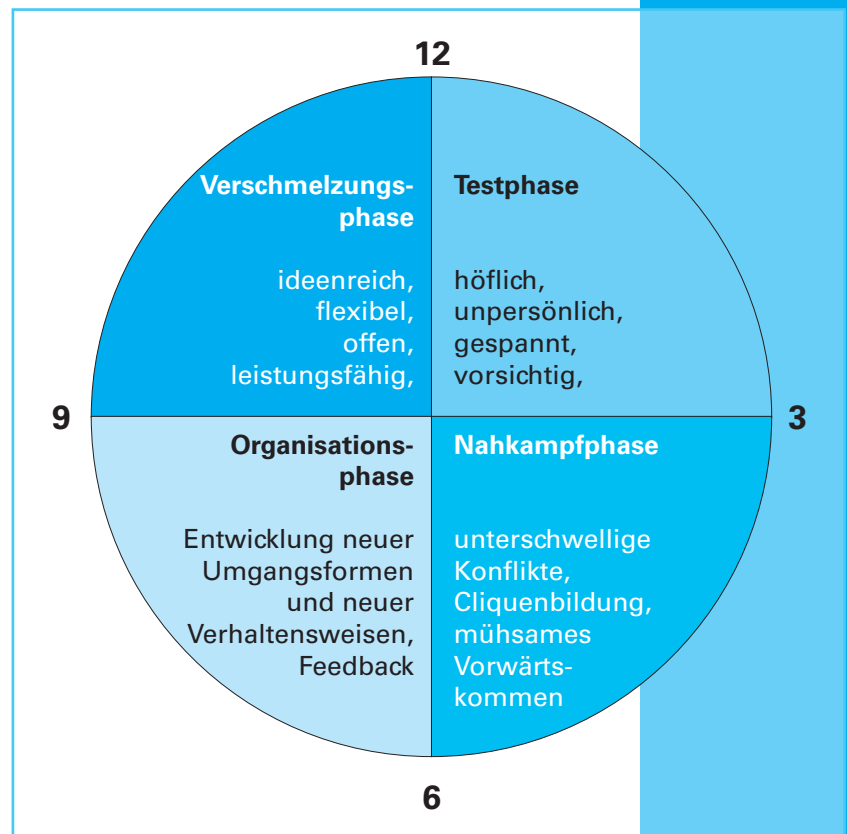 12
Verschmelzungs-
phase
ideenreich,
flexibel,
offen,
leistungsfähig,
Testphase
höflich,
unpersönlich,
gespannt,
vorsichtig,
9
3
Organisations-
phase
Entwicklung neuer
Umgangsformen
und neuer
Verhaltensweisen,
Feedback
Nahkampfphase
unterschwellige
Konflikte,
Cliquenbildung,
mühsames
Vorwärts-
kommen
6